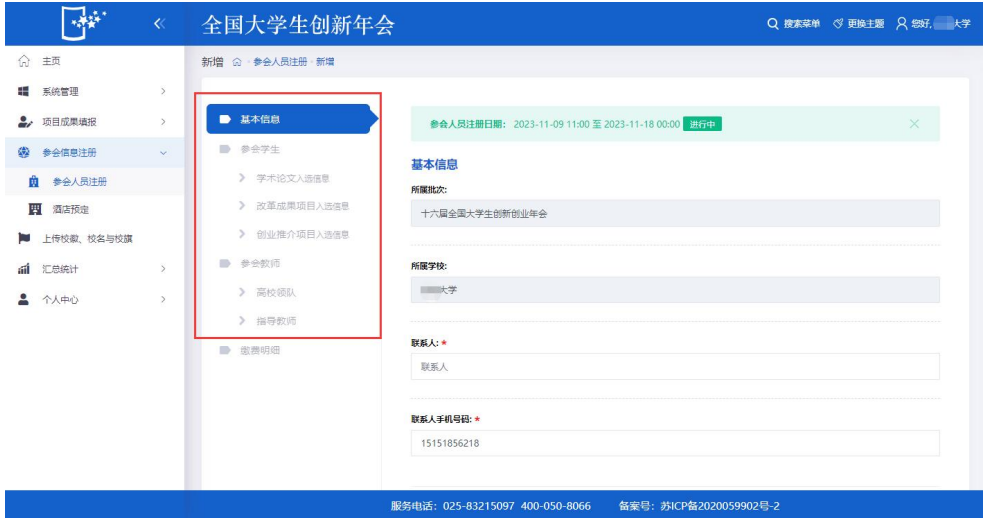 全国大学生创新年会
搜索菜单 更换主题 您好, 大学
主页
系统管理
项目成果填报
参会信息注册
参会人员注册
酒店预定
上传校徽、校名与校旗
汇总统计
个人中心
新增 参会人员注册 - 新增
基本信息
参会学生
学术论文入选信息
改革成果项目入选信息
创业推介项目入选信息
参会教师
高校领队
指导教师
缴费明细
参会人员注册日期: 2023-11-09 11:00 至 2023-11-18 00:00 进行中
基本信息
所属批次:
十六届全国大学生创新创业年会
所属学校:
大学
联系人: *
联系人
联系人手机号码: *
15151856218
服务电话: 025-83215097 400-050-8066 备案号: 苏ICP备2020059902号-2